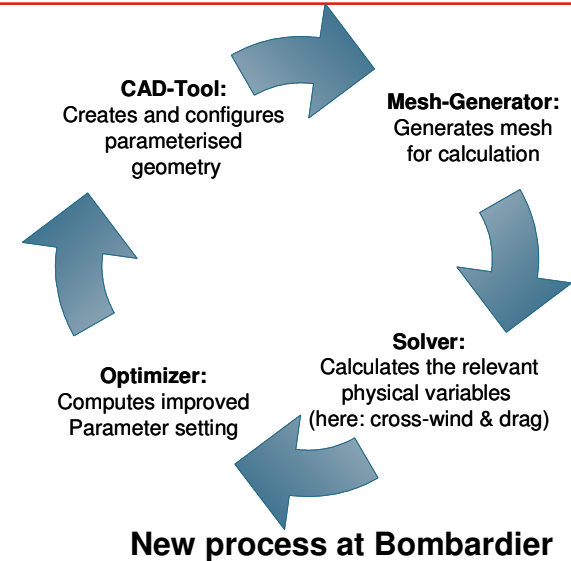 CAD-Tool:
Creates and configures
parameterised
geometry
Mesh-Generator:
Generates mesh
for calculation
Solver:
Calculates the relevant
physical variables
(here: cross-wind & drag)
Optimizer:
Computes improved
Parameter setting
New process at Bombardier